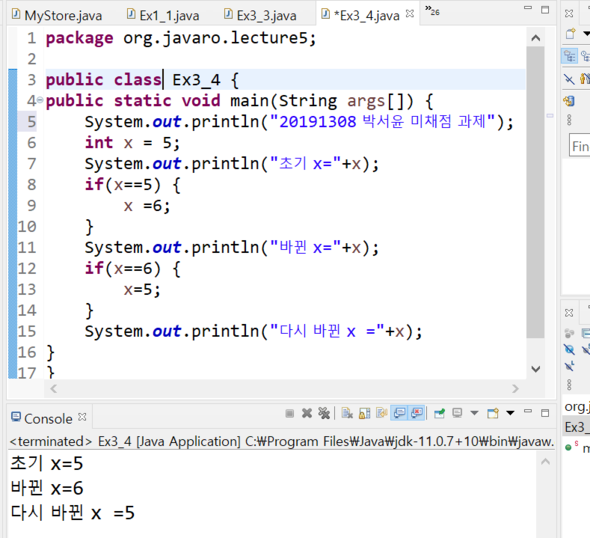 MyStore.java Ex1_1.java Ex3_3.java *Ex3_4.java »26
1 package org.javaro.lecture5;
2
3 public class Ex3_4 {
4 public static void main(String args[]) {
5 System.out.println("20191308 박서윤 미채점 과제");
6 int x = 5;
7 System.out.println("초기 x="+x);
8 if(x==5) {
9 x =6;
10 }
11 System.out.println("바뀐 x="+x);
12 if(x==6) {
13 x=5;
14 }
15 System.out.println("다시 바뀐 x ="+x);
16 }
17 }
Fin
Console
<terminated> Ex3_4 [Java Application] C:₩Program Files₩Java₩jdk-11.0.7+10₩bin₩javaw.
초기 x=5
바뀐 x=6
다시 바뀐 x =5
org.j
Ex3_
m